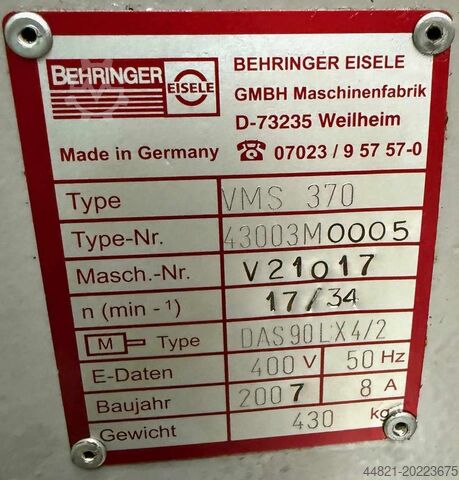 BEHRINGER EISELE
BEHRINGER EISELE
GMBH Maschinenfabrik
D-73235 Weilheim
Made in Germany ☎ 07023 / 9 57 57-0
Type VMS 370
Type-Nr. 43003M0005
Masch.-Nr. V21017
n (min -1) 17/34
M Type DAS90LX4/2
E-Daten 400 V 50 Hz
Baujahr 2007 8 A
Gewicht 430 kg
44821-20223675